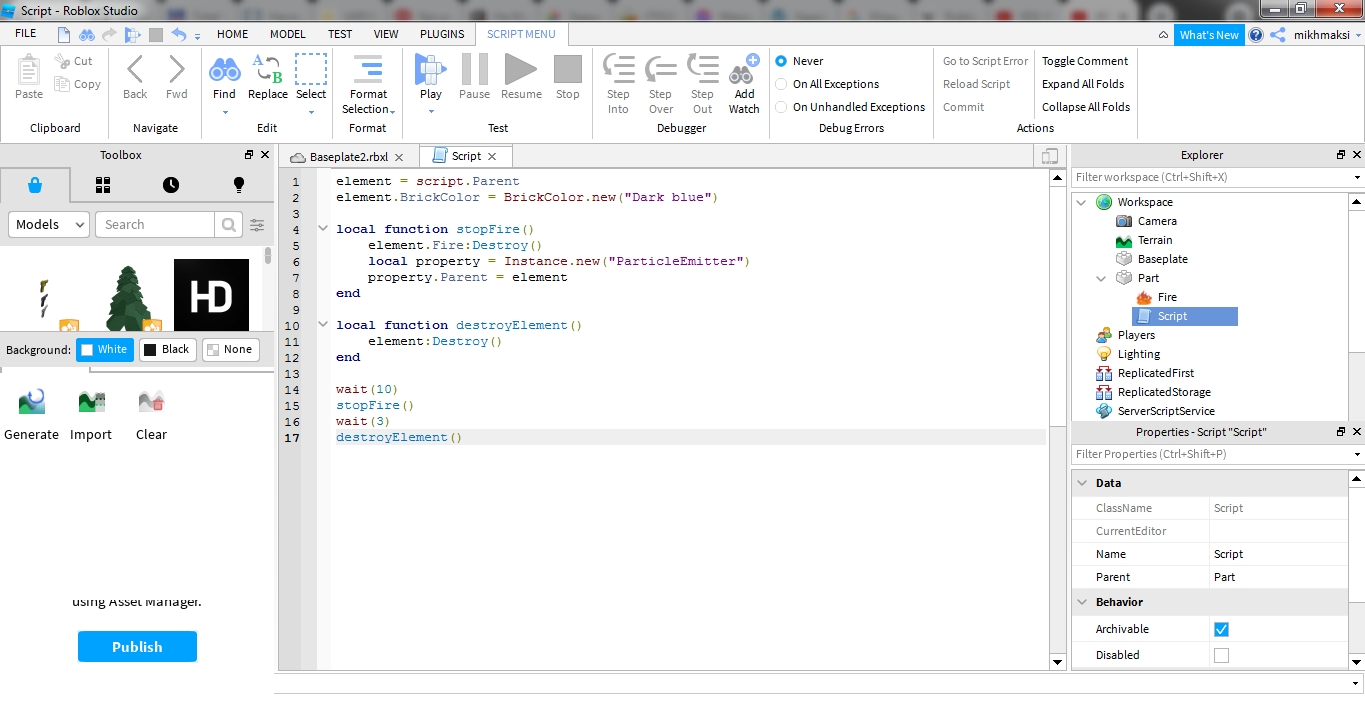 Script - Roblox Studio
FILE HOME MODEL TEST VIEW PLUGINS SCRIPT MENU What's New mikhmaksi
Paste Cut Copy
Clipboard
Back Fwd
Navigate
Find Replace Select
Edit
Format Selection
Format
Play Pause Resume Stop
Test
Step Into Step Over Step Out Add Watch
Debugger
Never
On All Exceptions
On Unhandled Exceptions
Debug Errors
Go to Script Error Toggle Comment
Reload Script Expand All Folds
Commit Collapse All Folds
Actions
Toolbox
Models Search
HD
Background: White Black None
Generate Import Clear
using Asset Manager.
Publish
Baseplate2.rbxl Script
1 element = script.Parent
2 element.BrickColor = BrickColor.new("Dark blue")
3
4 local function stopFire()
5 element.Fire:Destroy()
6 local property = Instance.new("ParticleEmitter")
7 property.Parent = element
8 end
9
10 local function destroyElement()
11 element:Destroy()
12 end
13
14 wait(10)
15 stopFire()
16 wait(3)
17 destroyElement()
Explorer
Filter workspace (Ctrl+Shift+X)
Workspace
Camera
Terrain
Baseplate
Part
Fire
Script
Players
Lighting
ReplicatedFirst
ReplicatedStorage
ServerScriptService
Properties - Script "Script"
Filter Properties (Ctrl+Shift+P)
Data
ClassName Script
CurrentEditor
Name Script
Parent Part
Behavior
Archivable
Disabled